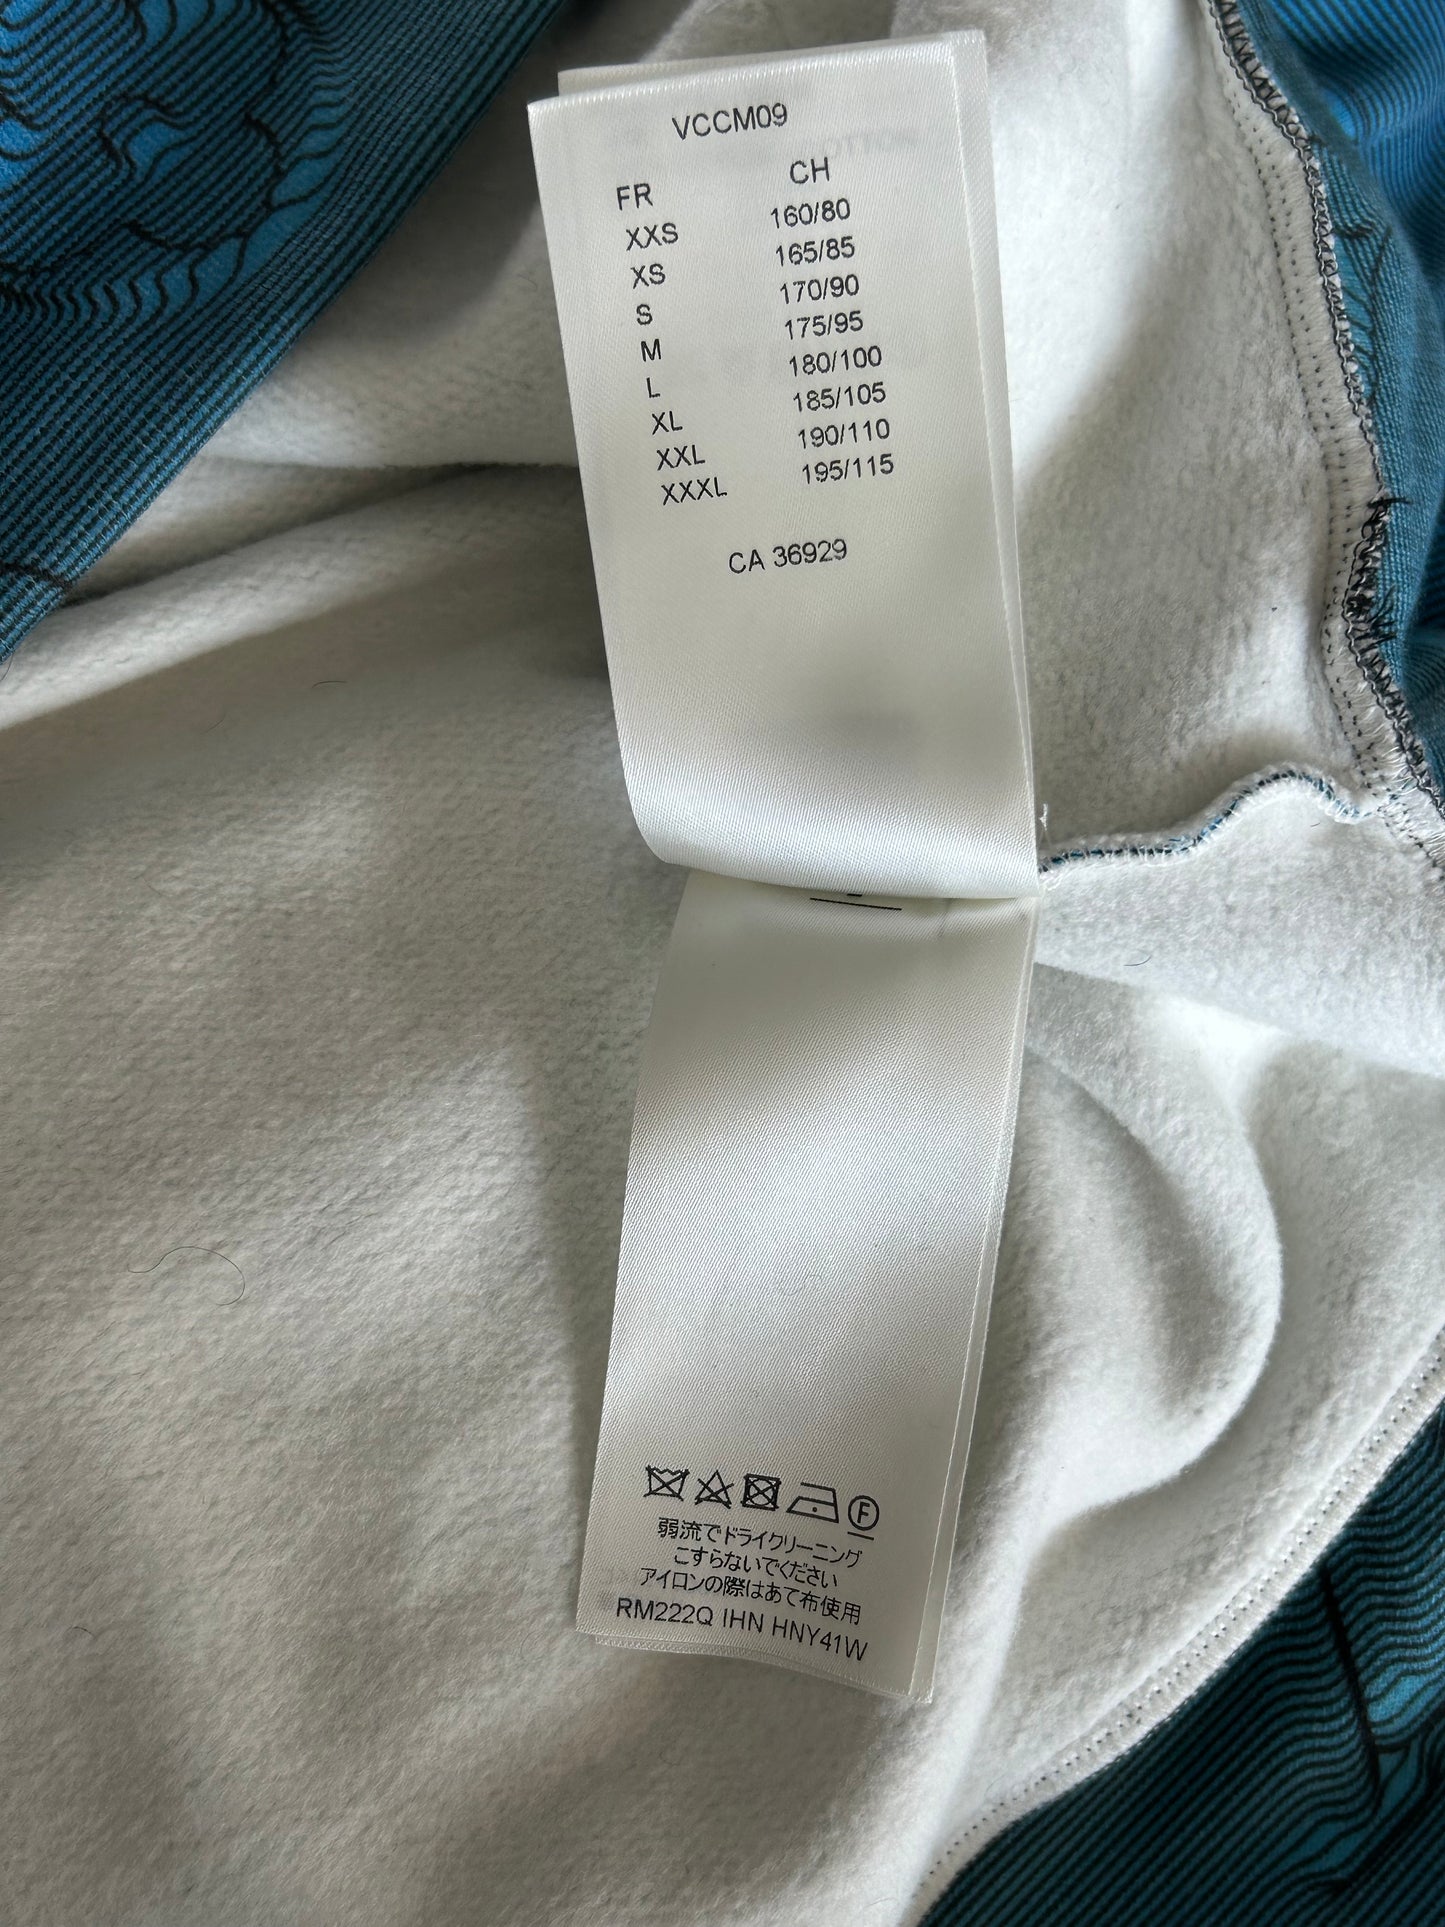 VCCM09
FR CH
XXS 160/80
XS 165/85
S 170/90
M 175/95
L 180/100
XL 185/105
XXL 190/110
XXXL 195/115
CA 36929
F
弱流でドライクリーニング
こすらないでください
アイロンの際はあて布使用
RM222Q IHN HNY41W